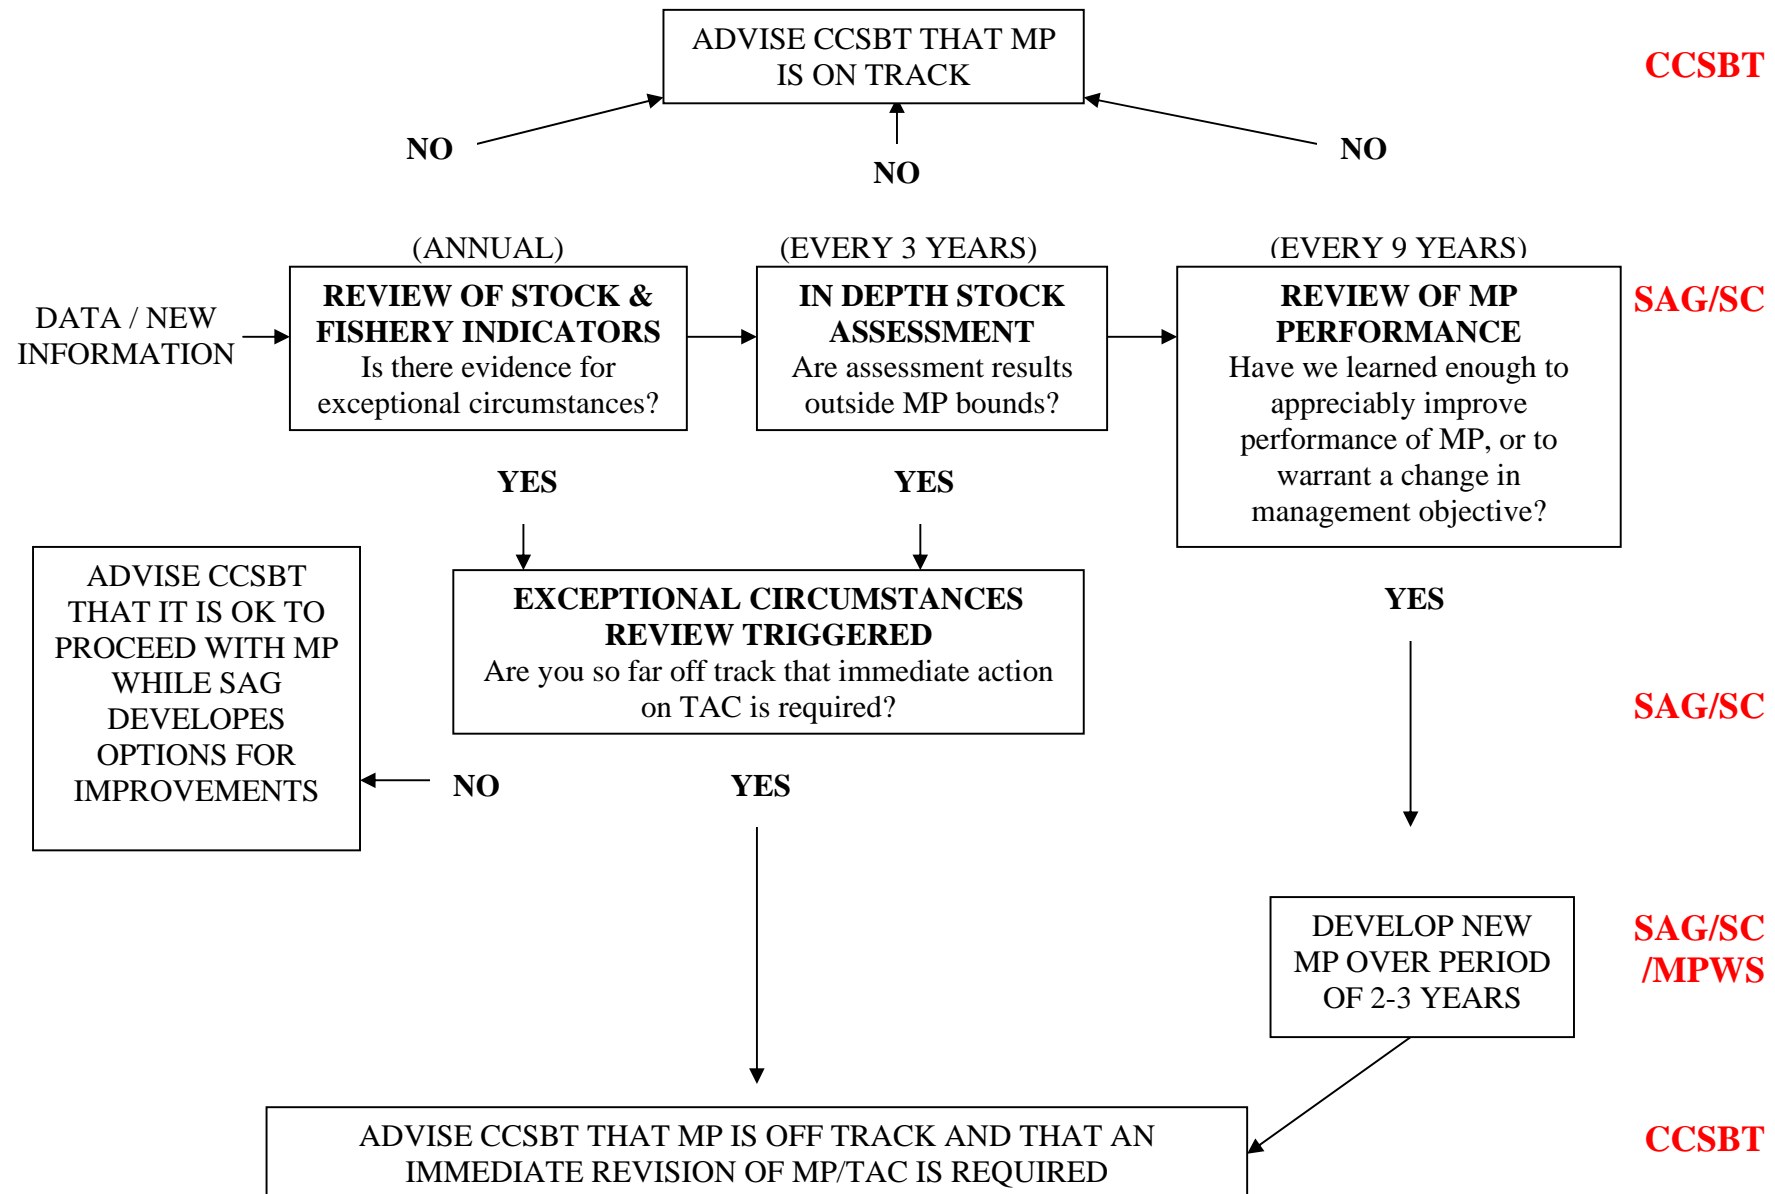 ADVISE CCSBT THAT MP
IS ON TRACK
CCSBT
NO
NO
NO
(ANNUAL)
(EVERY 3 YEARS)
(EVERY 9 YEARS)
DATA / NEW
INFORMATION
REVIEW OF STOCK &
FISHERY INDICATORS
Is there evidence for
exceptional circumstances?
IN DEPTH STOCK
ASSESSMENT
Are assessment results
outside MP bounds?
REVIEW OF MP
PERFORMANCE
Have we learned enough to
appreciably improve
performance of MP, or to
warrant a change in
management objective?
SAG/SC
YES
YES
YES
ADVISE CCSBT
THAT IT IS OK TO
PROCEED WITH MP
WHILE SAG
DEVELOPES
OPTIONS FOR
IMPROVEMENTS
EXCEPTIONAL CIRCUMSTANCES
REVIEW TRIGGERED
Are you so far off track that immediate action
on TAC is required?
SAG/SC
NO
YES
DEVELOP NEW
MP OVER PERIOD
OF 2-3 YEARS
SAG/SC
/MPWS
ADVISE CCSBT THAT MP IS OFF TRACK AND THAT AN
IMMEDIATE REVISION OF MP/TAC IS REQUIRED
CCSBT